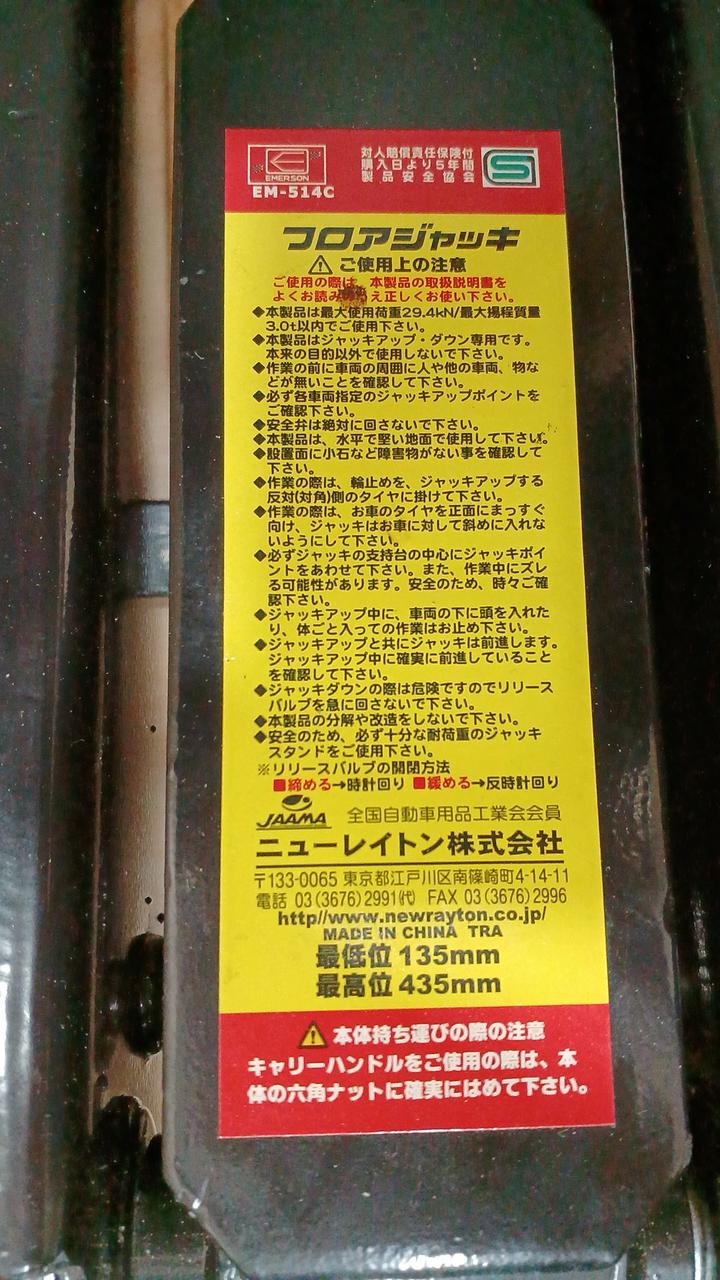 EMERSON
EM-514C
対人賠償責任保険付
購入日より5年間
製品安全協会
S
フロアジャッキ
⚠ご使用上の注意
ご使用の際は、本製品の取扱説明書を
よくお読み え正しくお使い下さい。
◆本製品は最大使用荷重29.4kN/最大揚程質量
3.0t以内でご使用下さい。
◆本製品はジャッキアップ・ダウン専用です。
本来の目的以外で使用しないで下さい。
◆作業の前に車両の周囲に人や他の車両、物な
どが無いことを確認して下さい。
◆必ず各車両指定のジャッキアップポイントを
ご確認下さい。
◆安全弁は絶対に回さないで下さい。
◆本製品は、水平で堅い地面で使用して下さい。
◆設置面に小石など障害物がない事を確認して
下さい。
◆作業の際は、輪止めを、ジャッキアップする
反対(対角)側のタイヤに掛けて下さい。
◆作業の際は、お車のタイヤを正面にまっすぐ
向け、ジャッキはお車に対して斜めに入れな
いようにして下さい。
◆必ずジャッキの支持台の中心にジャッキポイ
ントをあわせて下さい。また、作業中にズレ
る可能性があります。安全のため、時々ご確
認下さい。
◆ジャッキアップ中に、車両の下に頭を入れた
り、体ごと入っての作業はお止め下さい。
◆ジャッキアップと共にジャッキは前進します。
ジャッキアップ中に確実に前進していること
を確認して下さい。
◆ジャッキダウンの際は危険ですのでリリース
バルブを急に回さないで下さい。
◆本製品の分解や改造をしないで下さい。
◆安全のため、必ず十分な耐荷重のジャッキ
スタンドをご使用下さい。
※リリースバルブの開閉方法
■締める→時計回り ■緩める→反時計回り
JAAMA 全国自動車用品工業会会員
ニューレイトン株式会社
〒133-0065 東京都江戸川区南篠崎町4-14-11
電話 03(3676)2991㈹ FAX 03(3676)2996
http//www.newrayton.co.jp/
MADE IN CHINA TRA
最低位 135mm
最高位 435mm
⚠本体持ち運びの際の注意
キャリーハンドルをご使用の際は、本
体の六角ナットに確実にはめて下さい。